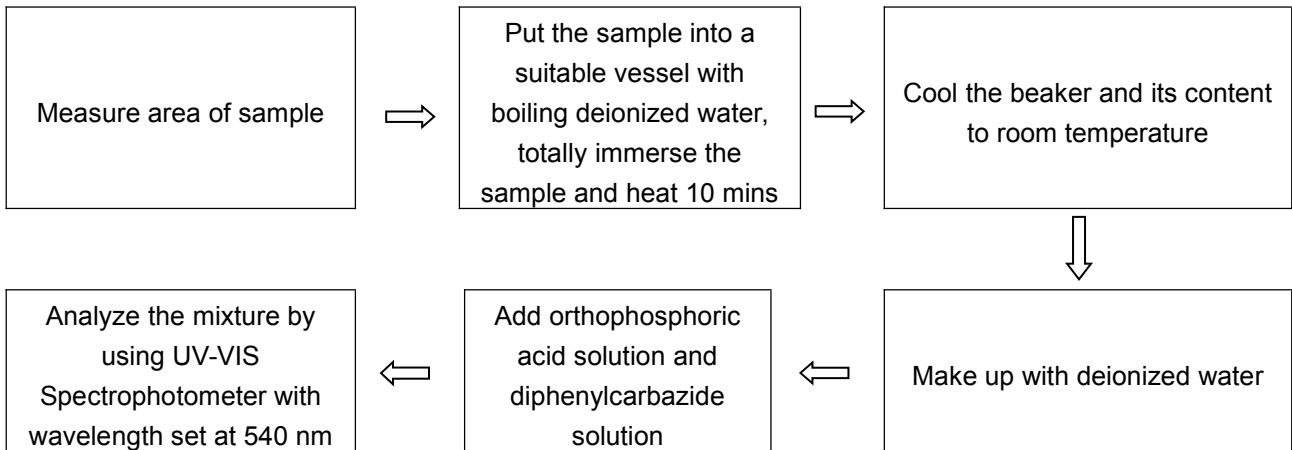 Measure area of sample
Put the sample into a
suitable vessel with
boiling deionized water,
totally immerse the
sample and heat 10 mins
Cool the beaker and its content
to room temperature
Make up with deionized water
Add orthophosphoric
acid solution and
diphenylcarbazide
solution
Analyze the mixture by
using UV-VIS
Spectrophotometer with
wavelength set at 540 nm